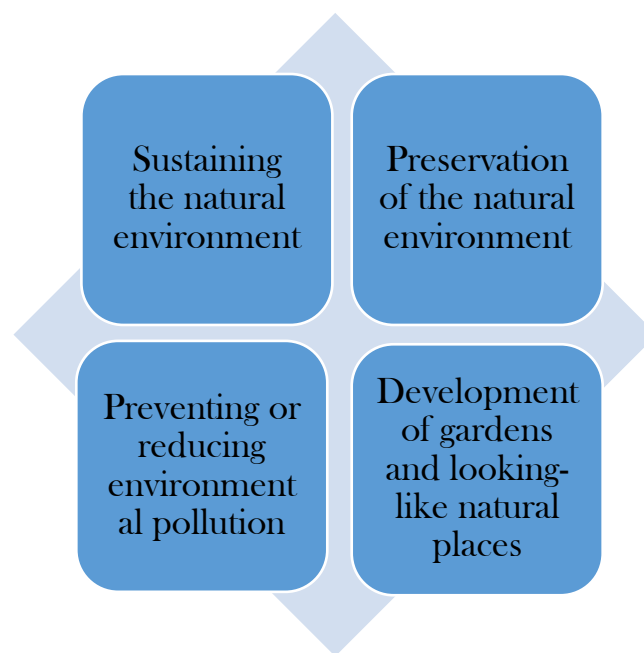 Sustaining
the natural
environment
Preservation
of the natural
environment
Preventing or
reducing
environment
al pollution
Development
of gardens
and looking-
like natural
places